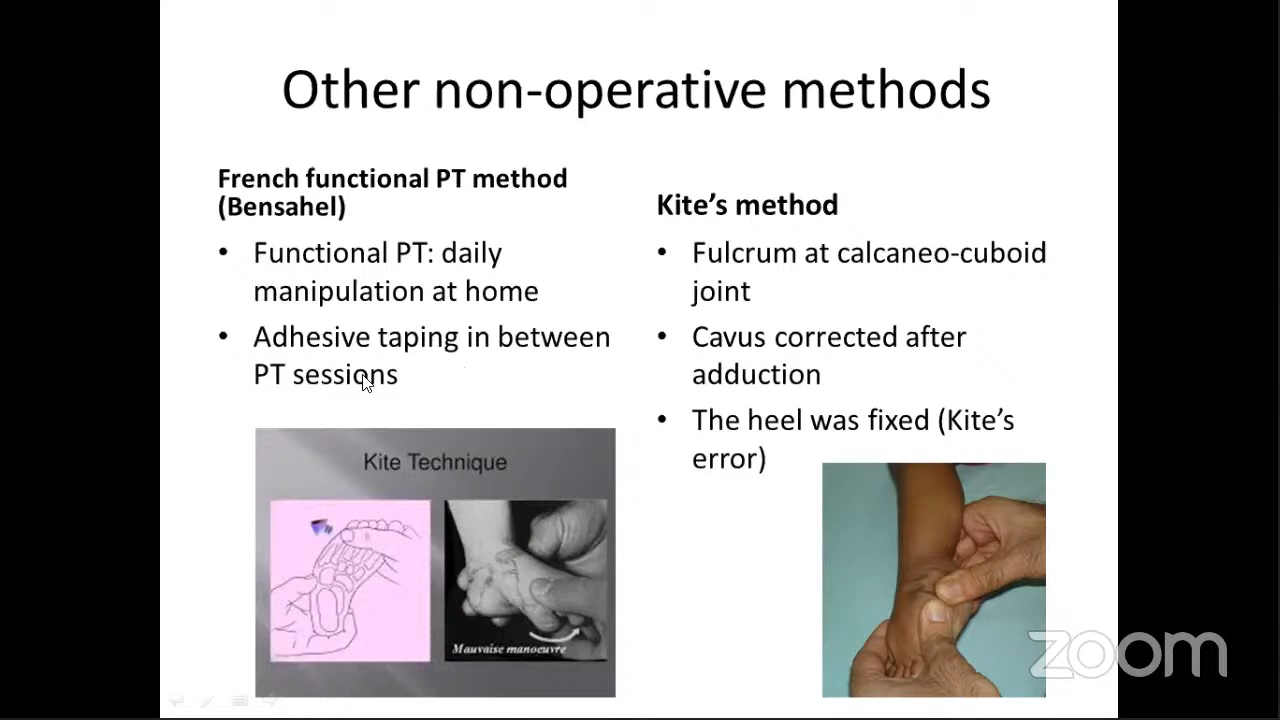 Other non-operative methods
French functional PT method
(Bensahel)
• Functional PT: daily
manipulation at home
• Adhesive taping in between
PT sessions
Kite’s method
• Fulcrum at calcaneo-cuboid
joint
• Cavus corrected after
adduction
• The heel was fixed (Kite’s
error)
Kite Technique
Mauvaise manoeuvre
zoom